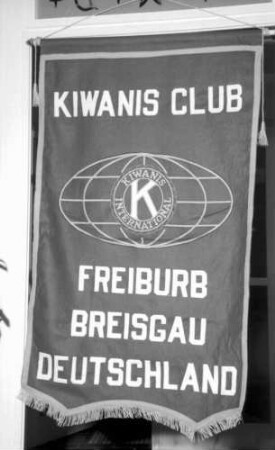 KIWANIS CLUB
KIWANIS
K
INTERNATIONAL
FREIBURB
BREISGAU
DEUTSCHLAND